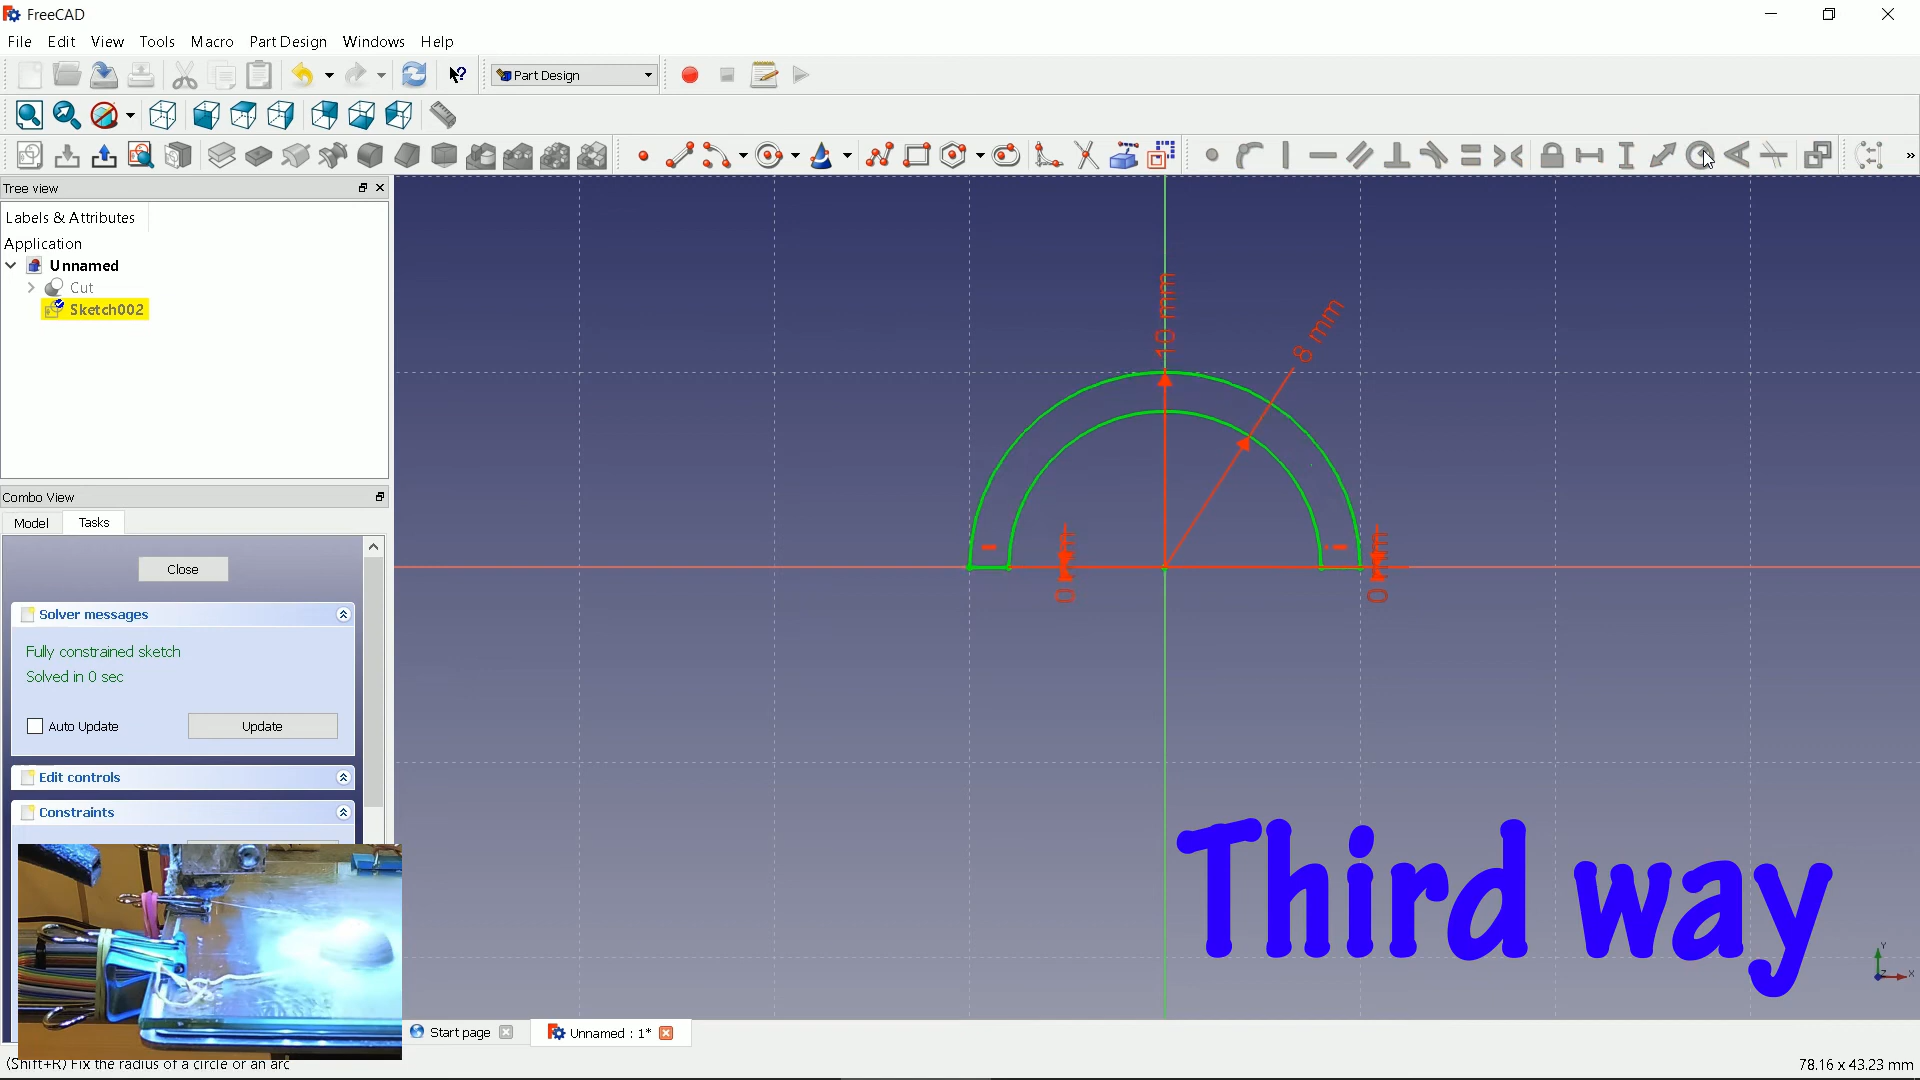 FreeCAD
File Edit View Tools Macro Part Design Windows Help
Part Design
Tree view
Labels & Attributes
Application
Unnamed
Cut
Sketch002
Combo View
Model Tasks
Close
Solver messages
Fully constrained sketch
Solved in 0 sec
Auto Update Update
Edit controls
Constraints
10 mm
8 mm
Third way
Y
X
Z
Start page Unnamed : 1*
(Shift+R) Fix the radius of a circle or an arc
78.16 x 43.23 mm